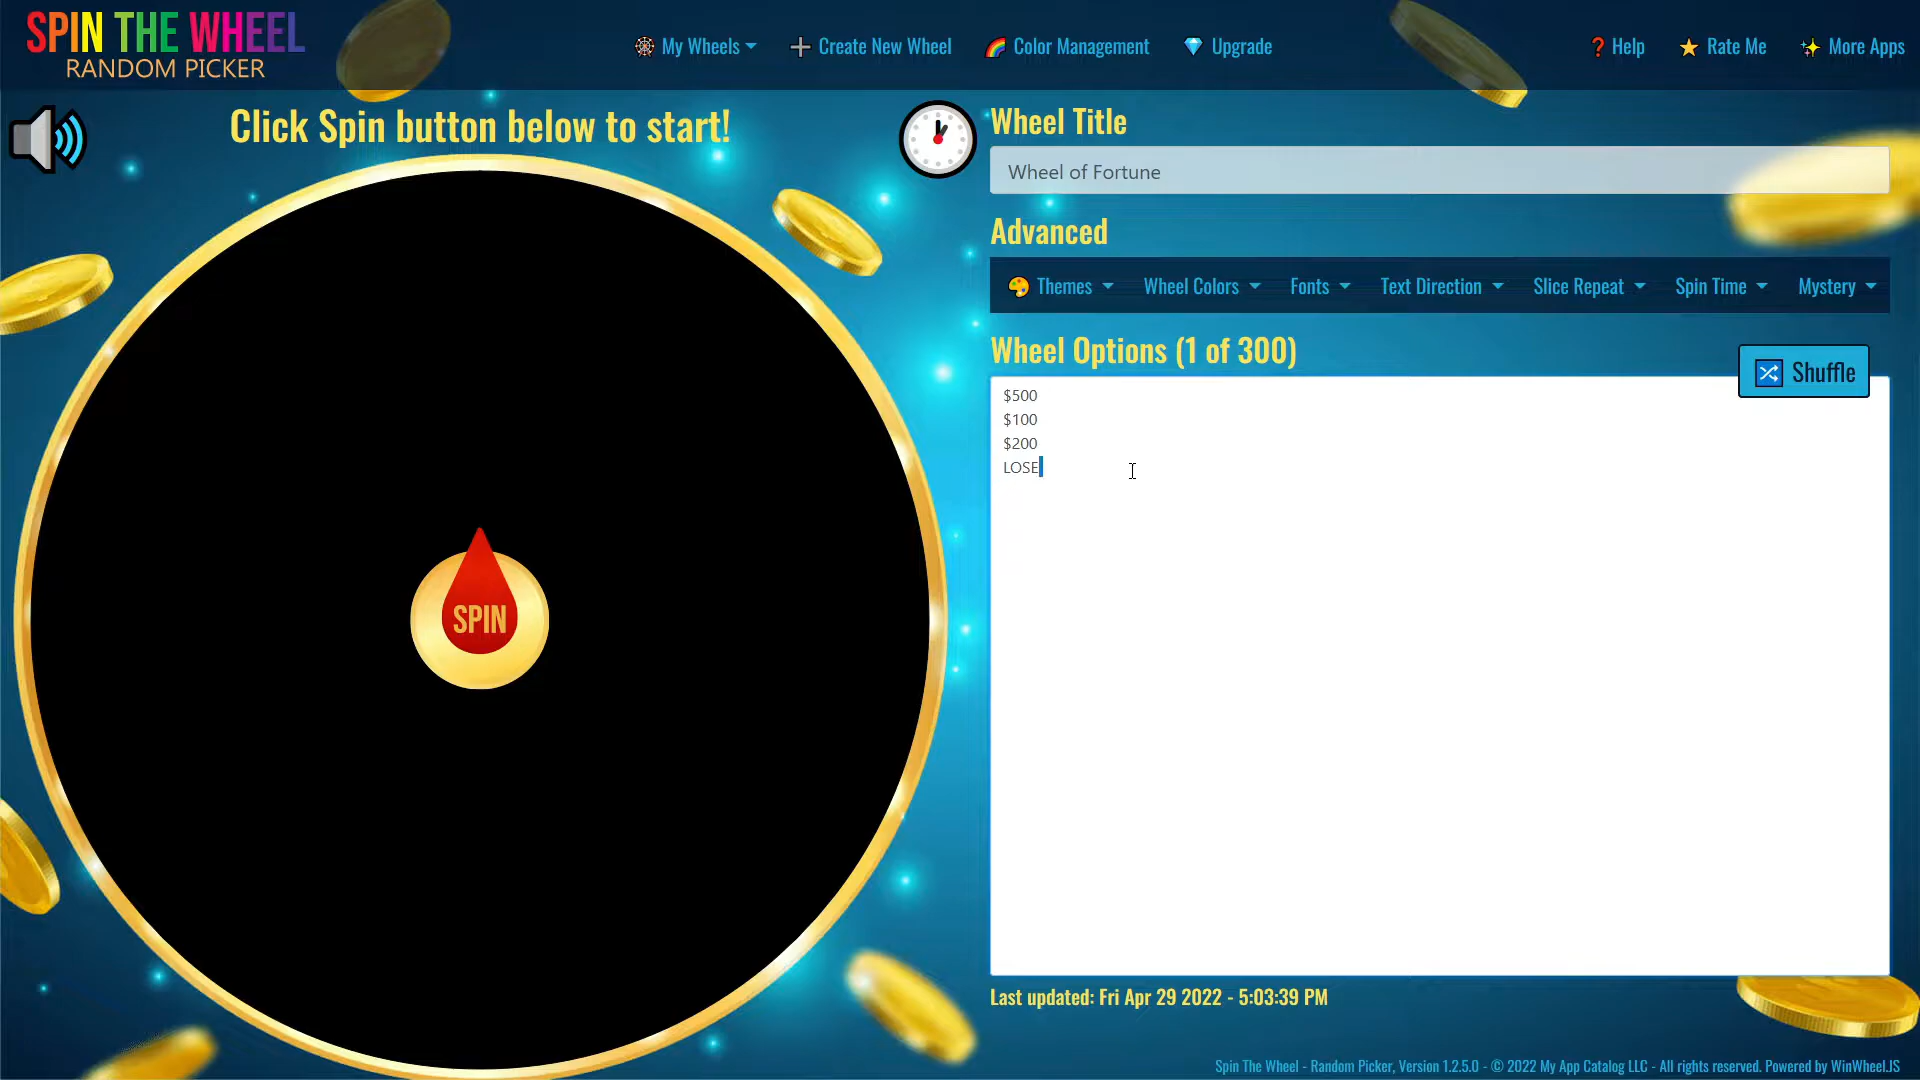 SPIN THE WHEEL
RANDOM PICKER
My Wheels
Create New Wheel
Color Management
Upgrade
Help
Rate Me
More Apps
Click Spin button below to start!
SPIN
Wheel Title
Wheel of Fortune
Advanced
Themes
Wheel Colors
Fonts
Text Direction
Slice Repeat
Spin Time
Mystery
Wheel Options (1 of 300)
Shuffle
$500
$100
$200
LOSE
Last updated: Fri Apr 29 2022 - 5:03:39 PM
Spin The Wheel - Random Picker, Version 1.2.5.0 - © 2022 My App Catalog LLC - All rights reserved. Powered by WinWheel.JS